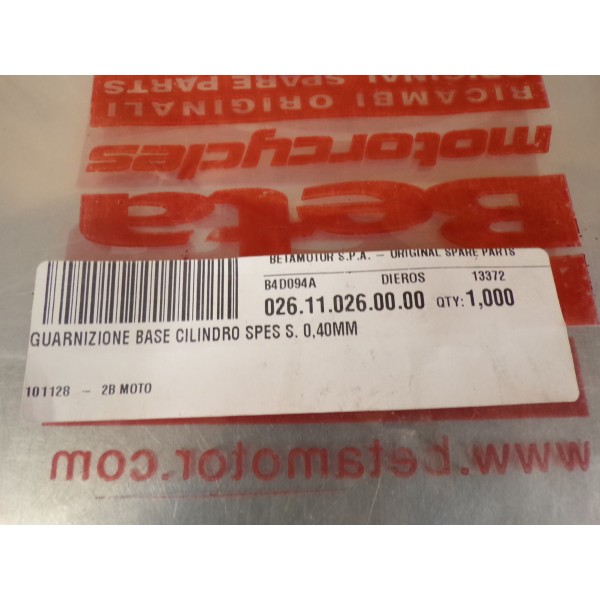 RICAMBI ORIGINALI
ORIGINAL SPARE PARTS
motorcycles
Beta
BETAMOTOR S.P.A. - ORIGINAL SPARE PARTS
B4D094A DIEROS 13372
026.11.026.00.00 QTY: 1,000
GUARNIZIONE BASE CILINDRO SPES S. 0,40MM
101128 - 2B MOTO
www.betamotor.com